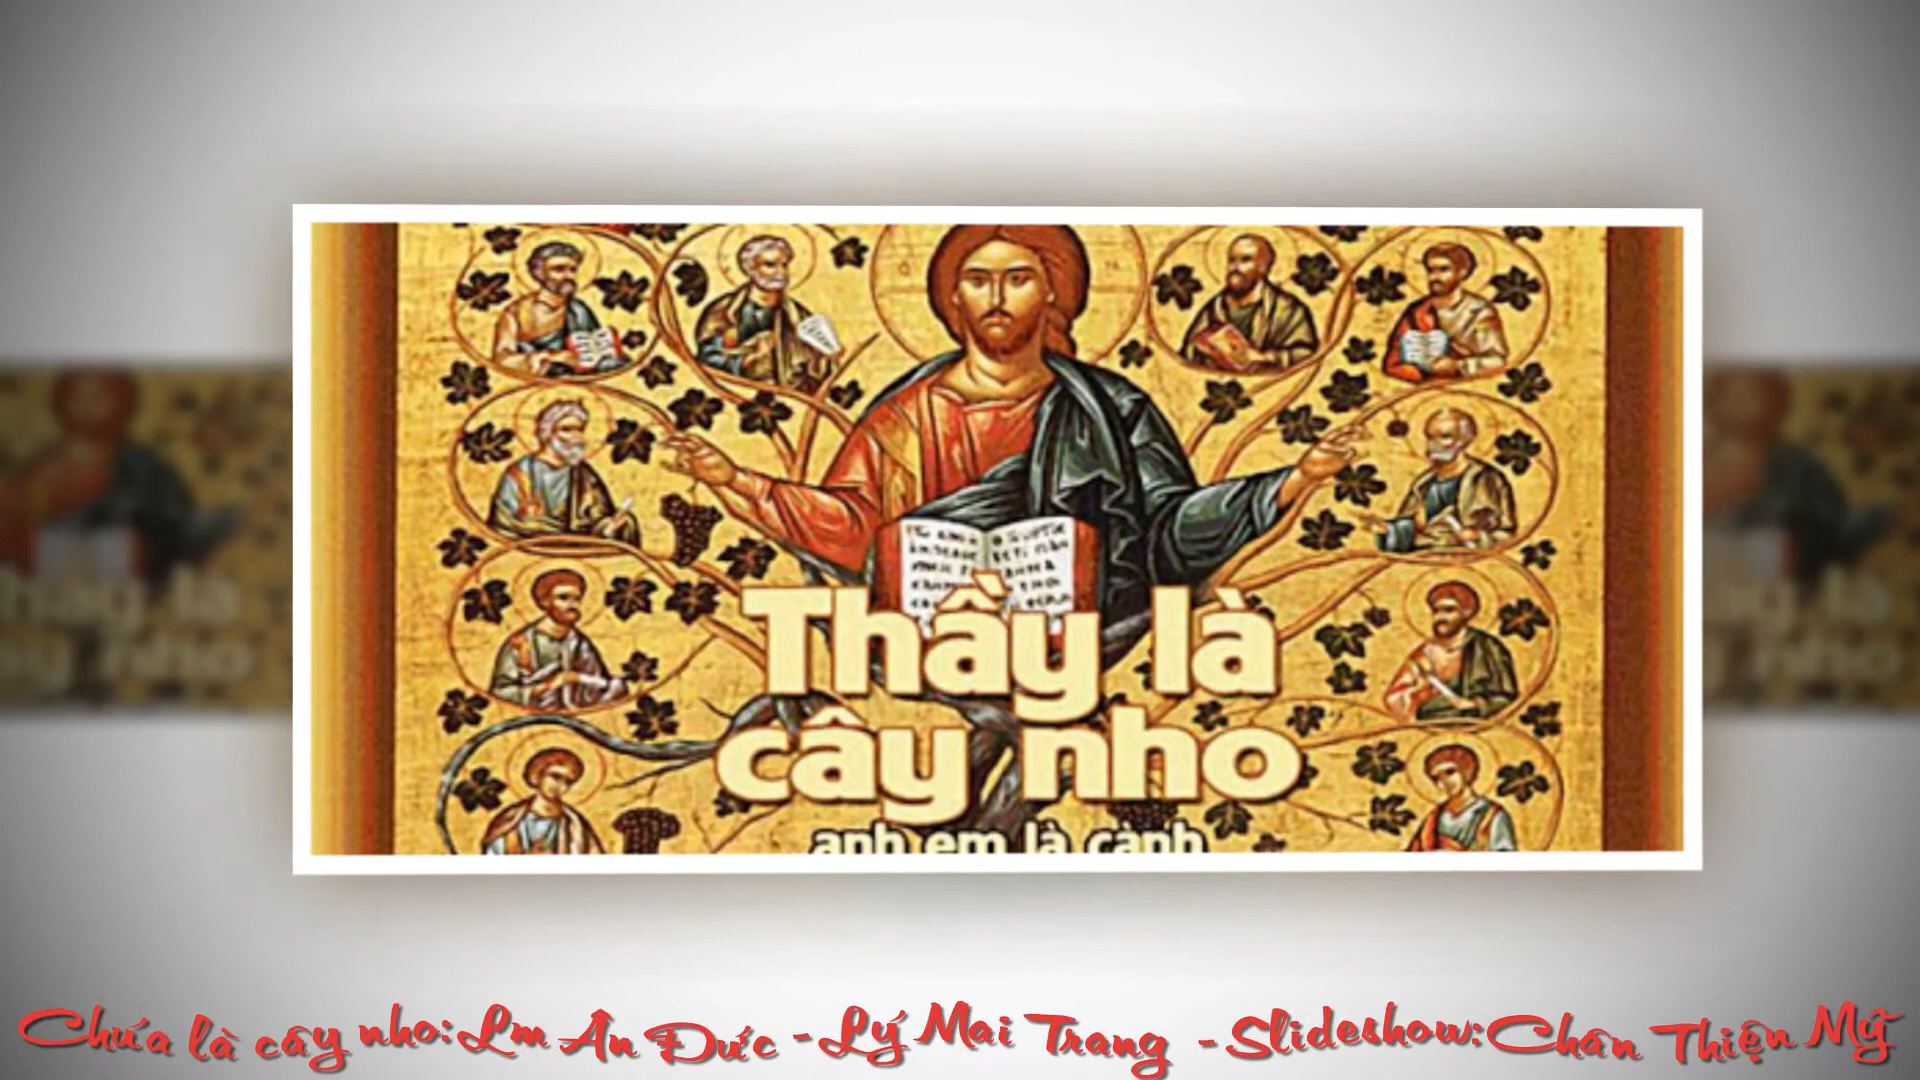 Thầy là
cây nho
anh em là cành
Chúa là cây nho: Lm Ân Đức - Lý Mai Trang - Slideshow: Chân Thiện Mỹ